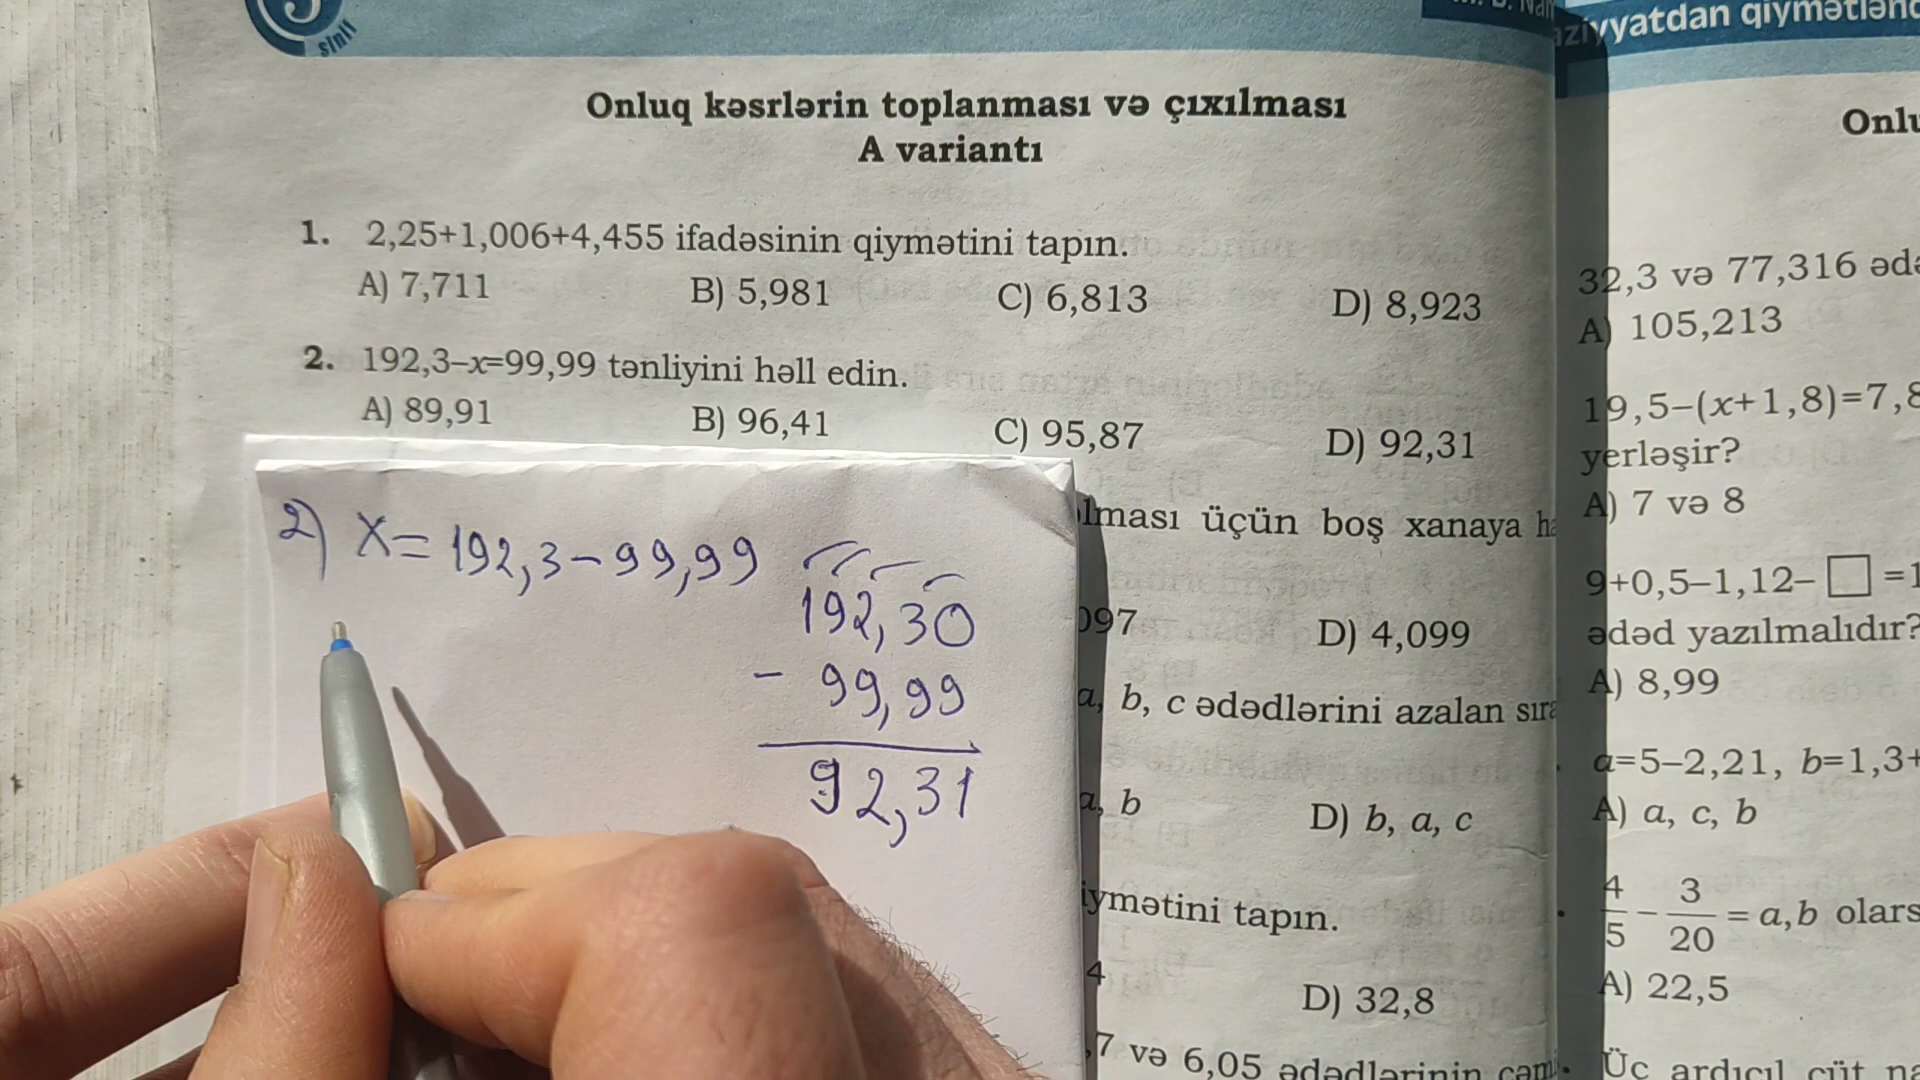 sinif
Onluq kəsrlərin toplanması və çıxılması
A variantı
1. 2,25+1,006+4,455 ifadəsinin qiymətini tapın.
A) 7,711 B) 5,981 C) 6,813 D) 8,923
2. 192,3–x=99,99 tənliyini həll edin.
A) 89,91 B) 96,41 C) 95,87 D) 92,31
2) x=192,3-99,99
192,30
- 99,99
92,31
lması üçün boş xanaya
097 D) 4,099
a, b, c ədədlərini azalan
a, b D) b, a, c
iymətini tapın.
4 D) 32,8
,7 və 6,05 ədədlərinin
ziyyatdan
32,3 və 77,316
A) 105,213
19,5–(x+1,8)=7,8
yerləşir?
A) 7 və 8
9+0,5–1,12–□=1
ədəd yazılmalıdır?
A) 8,99
a=5–2,21, b=1,3+
A) a, c, b
4/5 – 3/20 = a,b olars
A) 22,5
Üç ardıcıl cüt